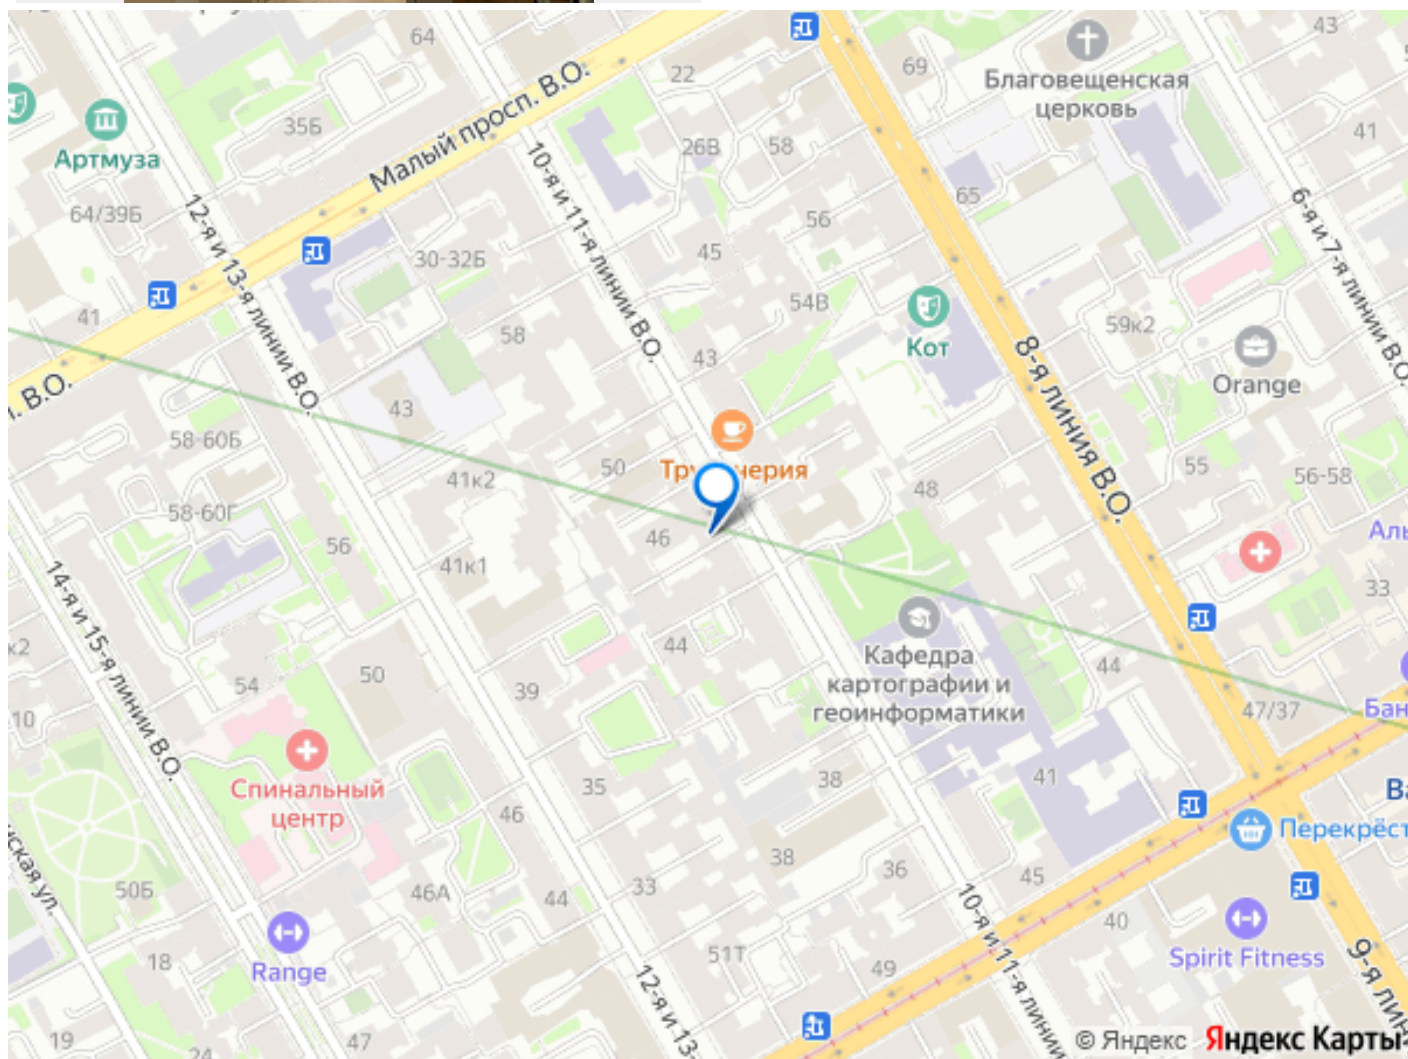 64
22
69
43
Благовещенская
церковь
Малый просп. В.О.
35Б
Артмуза
26В
58
41
10-я и 11-я линии В.О.
64/39Б
12-я и 13-я линии В.О.
65
6-я и 7-я линии В.О.
56
45
30-32Б
54В
41
58
59к2
8-я линия В.О.
Кот
43
Orange
В.О.
43
58-60Б
50
41к2
55
56-58
48
58-60Г
46
56
41к1
33
14-я и 15-я линии В.О.
44
Кафедра
картографии и
геоинформатики
44
54
50
39
47/37
10
Спинальный
центр
35
38
41
46
Перекрёст
38
36
45
50Б
46А
44
33
40
10-я и 11-я линии
Range
18
51Т
49
Spirit Fitness
9-я лин
12-я и 13-
19
24
47
© Яндекс Яндекс Карты